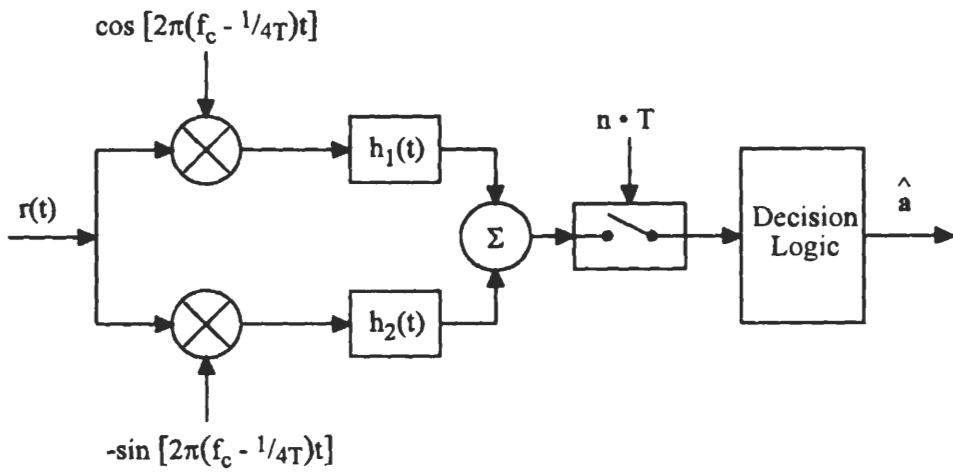 cos [2π(f_c - 1/4T)t]
n • T
h_1(t)
r(t)
Σ
Decision
Logic
â
h_2(t)
-sin [2π(f_c - 1/4T)t]